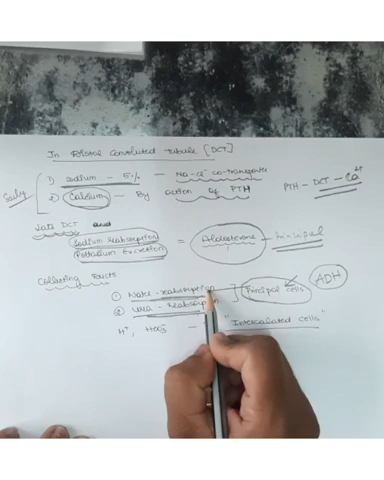 In Distal Convoluted Tubule [DCT]
Early 1) Sodium - 5% - Na-Cl co-transporter
2) Calcium - By action of PTH PTH - DCT - Ca²⁺
Late DCT
Sodium reabsorption
Potassium Excretion = Aldosterone - Principal
Collecting Ducts ADH
① Water - reabsorption ] Principal cells
② Urea - Reabsorption
H⁺, HCO₃⁻ - "Intercalated cells"